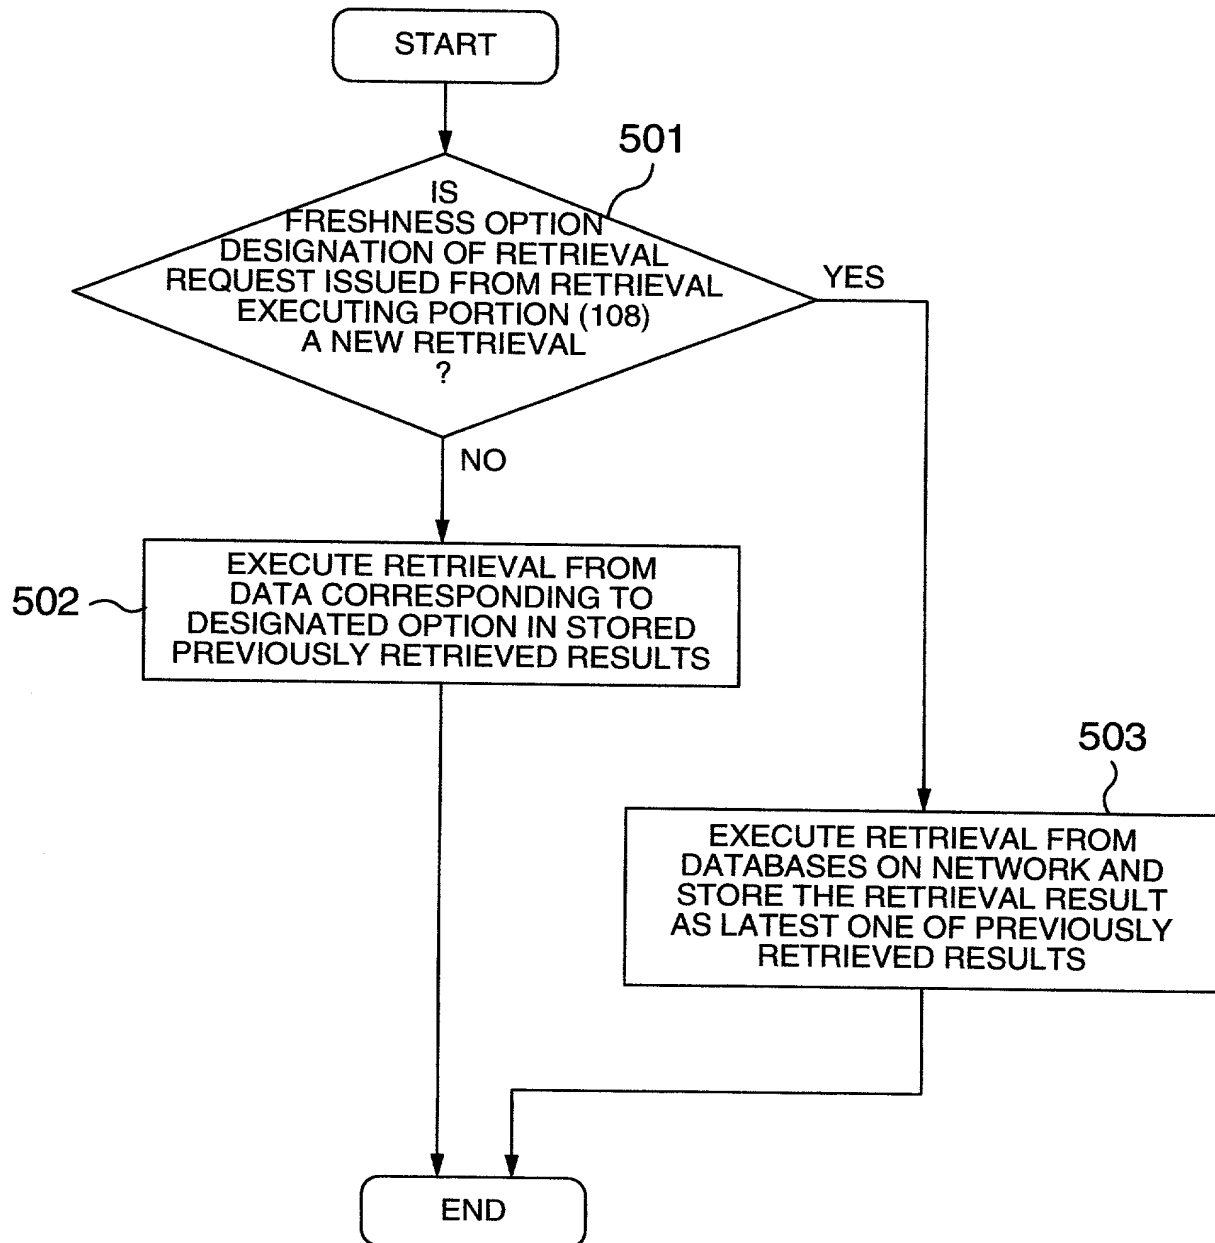 START
501
IS
FRESHNESS OPTION
DESIGNATION OF RETRIEVAL
REQUEST ISSUED FROM RETRIEVAL
EXECUTING PORTION (108)
A NEW RETRIEVAL
?
YES
NO
502
EXECUTE RETRIEVAL FROM
DATA CORRESPONDING TO
DESIGNATED OPTION IN STORED
PREVIOUSLY RETRIEVED RESULTS
503
EXECUTE RETRIEVAL FROM
DATABASES ON NETWORK AND
STORE THE RETRIEVAL RESULT
AS LATEST ONE OF PREVIOUSLY
RETRIEVED RESULTS
END